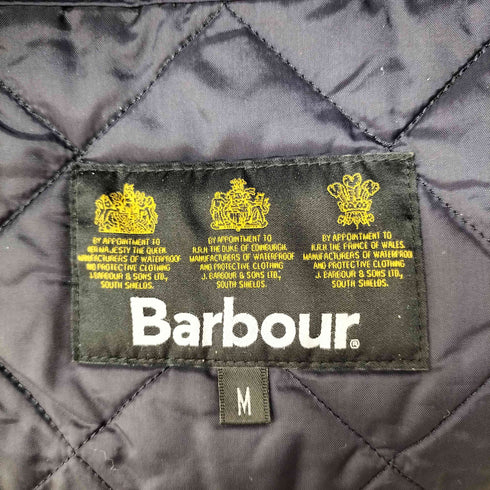 BY APPOINTMENT TO
HER MAJESTY THE QUEEN
MANUFACTURERS OF WATERPROOF
AND PROTECTIVE CLOTHING
J.BARBOUR & SONS LTD.,
SOUTH SHIELDS.
BY APPOINTMENT TO
H.R.H. THE DUKE OF EDINBURGH.
MANUFACTURERS OF WATERPROOF
AND PROTECTIVE CLOTHING
J. BARBOUR & SONS LTD.,
SOUTH SHIELDS.
BY APPOINTMENT TO
H.R.H THE PRINCE OF WALES.
MANUFACTURERS OF WATERPROOF
AND PROTECTIVE CLOTHING
J. BARBOUR & SONS LTD.,
SOUTH SHIELDS.
Barbour®
M